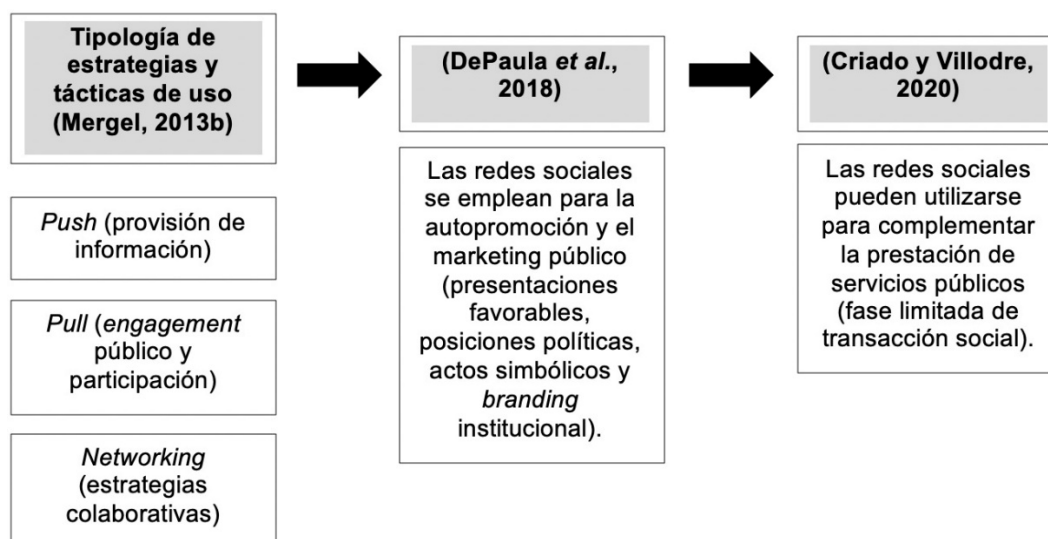 Tipología de
estrategias y
tácticas de uso
(Mergel, 2013b)
Push (provisión de
información)
Pull (engagement
público y
participación)
Networking
(estrategias
colaborativas)
(DePaula et al.,
2018)
Las redes sociales
se emplean para la
autopromoción y el
marketing público
(presentaciones
favorables,
posiciones políticas,
actos simbólicos y
branding
institucional).
(Criado y Villodre,
2020)
Las redes sociales
pueden utilizarse
para complementar
la prestación de
servicios públicos
(fase limitada de
transacción social).